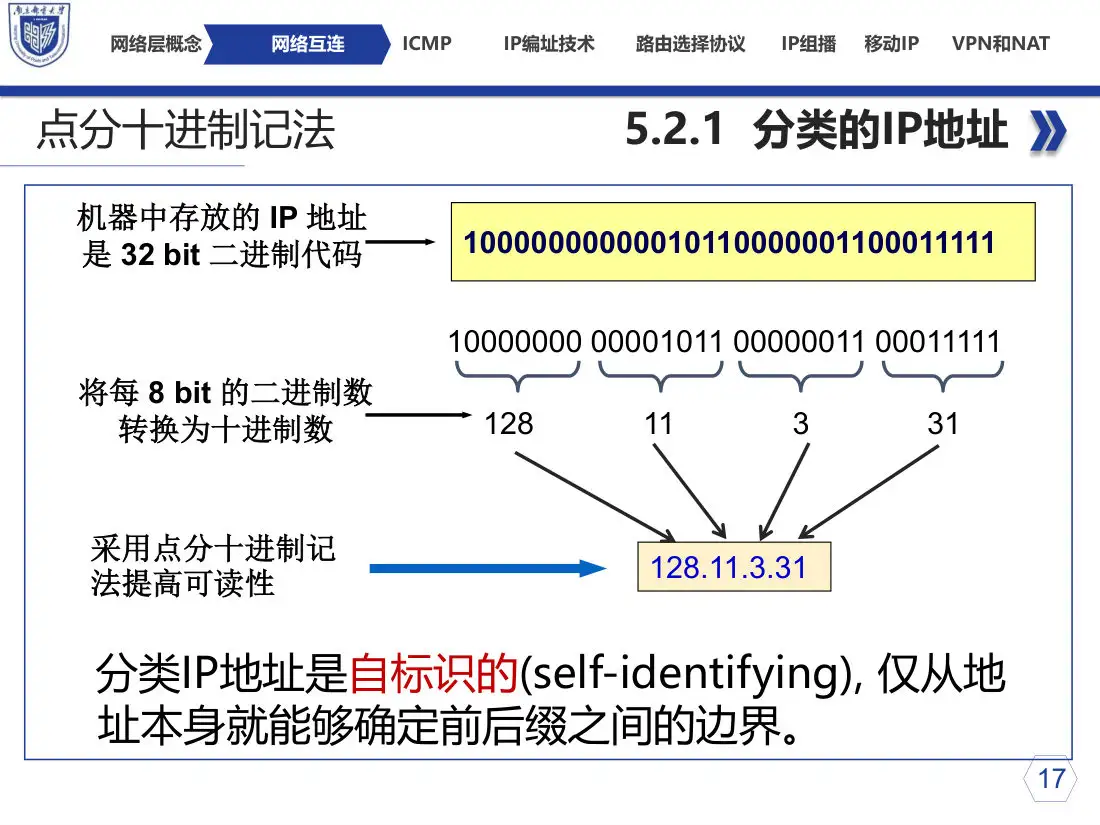 网络层概念 网络互连 ICMP IP编址技术 路由选择协议 IP组播 移动IP VPN和NAT
点分十进制记法
5.2.1 分类的IP地址
机器中存放的 IP 地址
是 32 bit 二进制代码
10000000000010110000001100011111
10000000 00001011 00000011 00011111
将每 8 bit 的二进制数
转换为十进制数
128 11 3 31
采用点分十进制记
法提高可读性
128.11.3.31
分类IP地址是自标识的(self-identifying), 仅从地
址本身就能够确定前后缀之间的边界。
17